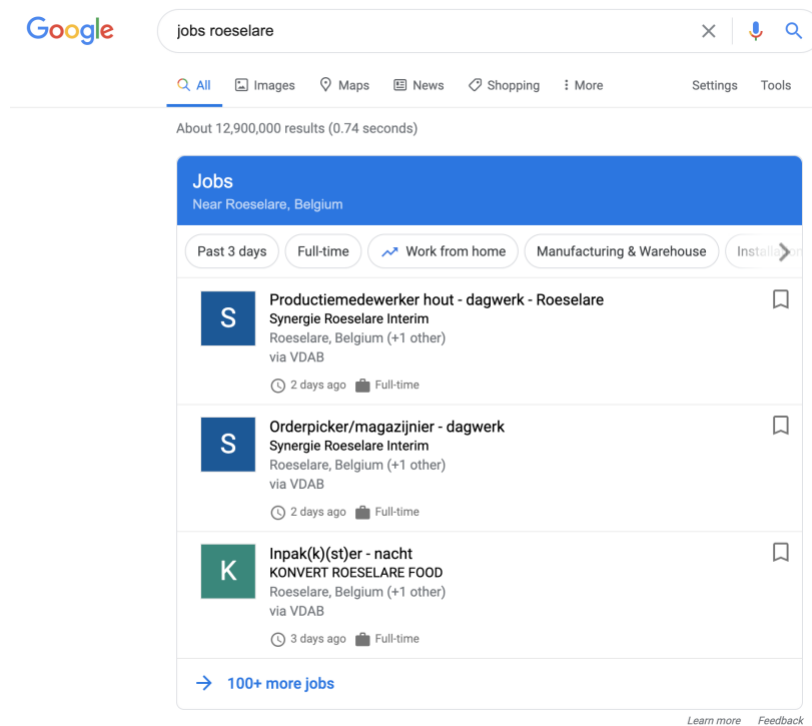 Google
jobs roeselare
All Images Maps News Shopping More Settings Tools
About 12,900,000 results (0.74 seconds)
Jobs
Near Roeselare, Belgium
Past 3 days Full-time Work from home Manufacturing & Warehouse
S
Productiemedewerker hout - dagwerk - Roeselare
Synergie Roeselare Interim
Roeselare, Belgium (+1 other)
via VDAB
2 days ago Full-time
S
Orderpicker/magazijnier - dagwerk
Synergie Roeselare Interim
Roeselare, Belgium (+1 other)
via VDAB
2 days ago Full-time
K
Inpak(k)(st)er - nacht
KONVERT ROESELARE FOOD
Roeselare, Belgium (+1 other)
via VDAB
3 days ago Full-time
100+ more jobs
Learn more Feedback